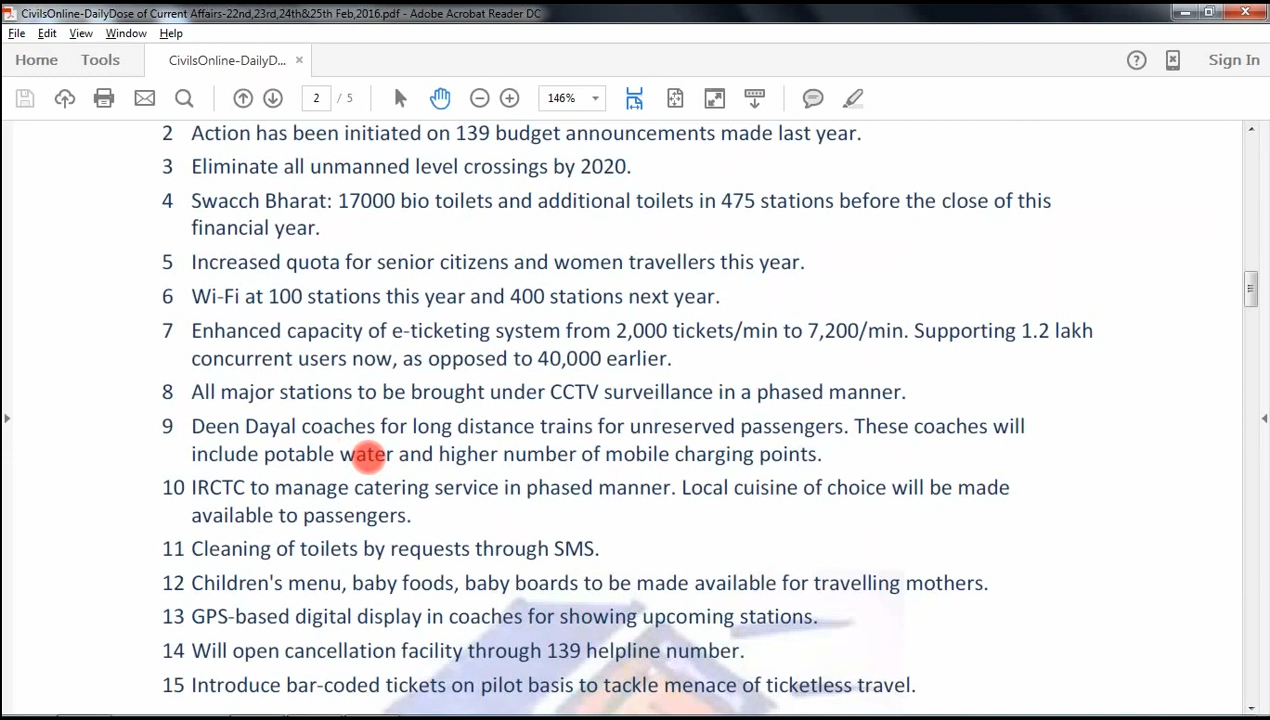 CivilsOnline-DailyDose of Current Affairs-22nd,23rd,24th&25th Feb,2016.pdf - Adobe Acrobat Reader DC
File Edit View Window Help
Home Tools CivilsOnline-DailyD... × Sign In
2 / 5 146%
2 Action has been initiated on 139 budget announcements made last year.
3 Eliminate all unmanned level crossings by 2020.
4 Swacch Bharat: 17000 bio toilets and additional toilets in 475 stations before the close of this
financial year.
5 Increased quota for senior citizens and women travellers this year.
6 Wi-Fi at 100 stations this year and 400 stations next year.
7 Enhanced capacity of e-ticketing system from 2,000 tickets/min to 7,200/min. Supporting 1.2 lakh
concurrent users now, as opposed to 40,000 earlier.
8 All major stations to be brought under CCTV surveillance in a phased manner.
9 Deen Dayal coaches for long distance trains for unreserved passengers. These coaches will
include potable water and higher number of mobile charging points.
10 IRCTC to manage catering service in phased manner. Local cuisine of choice will be made
available to passengers.
11 Cleaning of toilets by requests through SMS.
12 Children's menu, baby foods, baby boards to be made available for travelling mothers.
13 GPS-based digital display in coaches for showing upcoming stations.
14 Will open cancellation facility through 139 helpline number.
15 Introduce bar-coded tickets on pilot basis to tackle menace of ticketless travel.